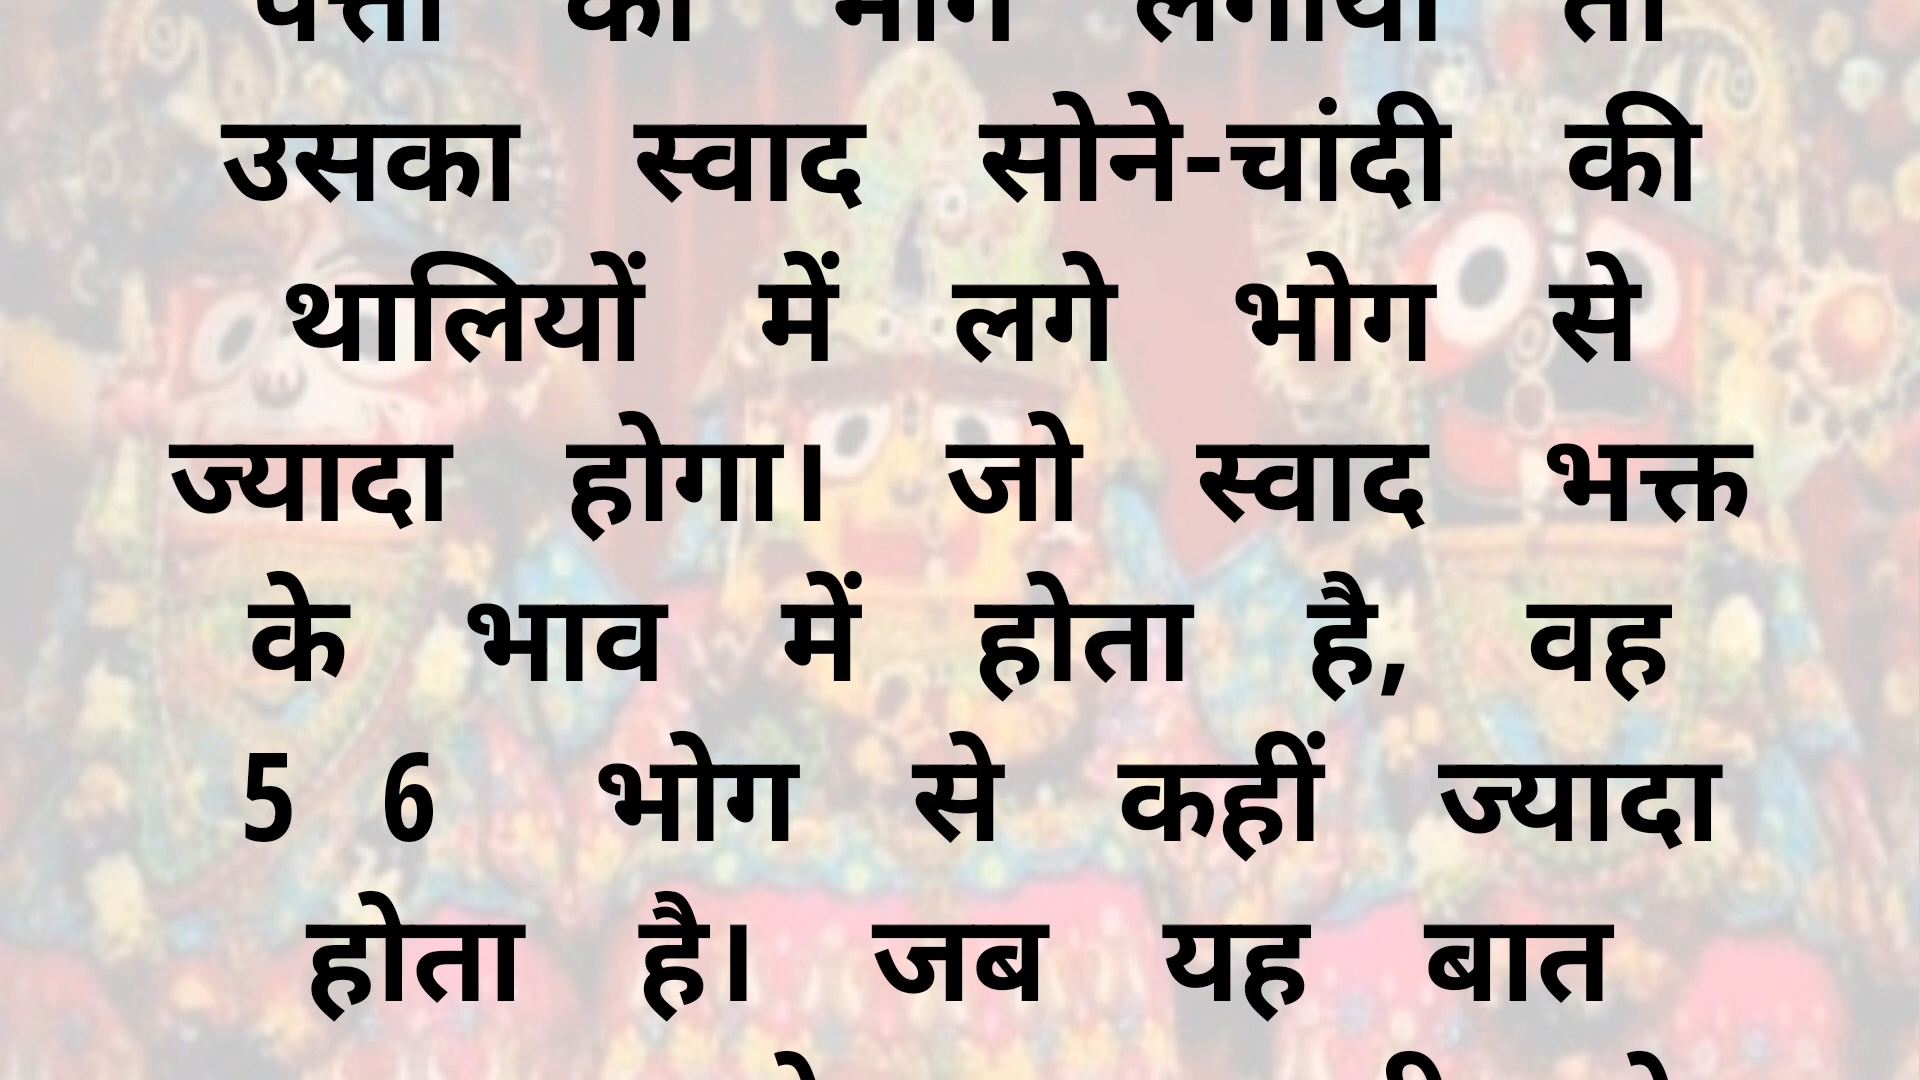 उसका स्वाद सोने-चांदी की
थालियों में लगे भोग से
ज्यादा होगा। जो स्वाद भक्त
के भाव में होता है, वह
5 6 भोग से कहीं ज्यादा
होता है। जब यह बात